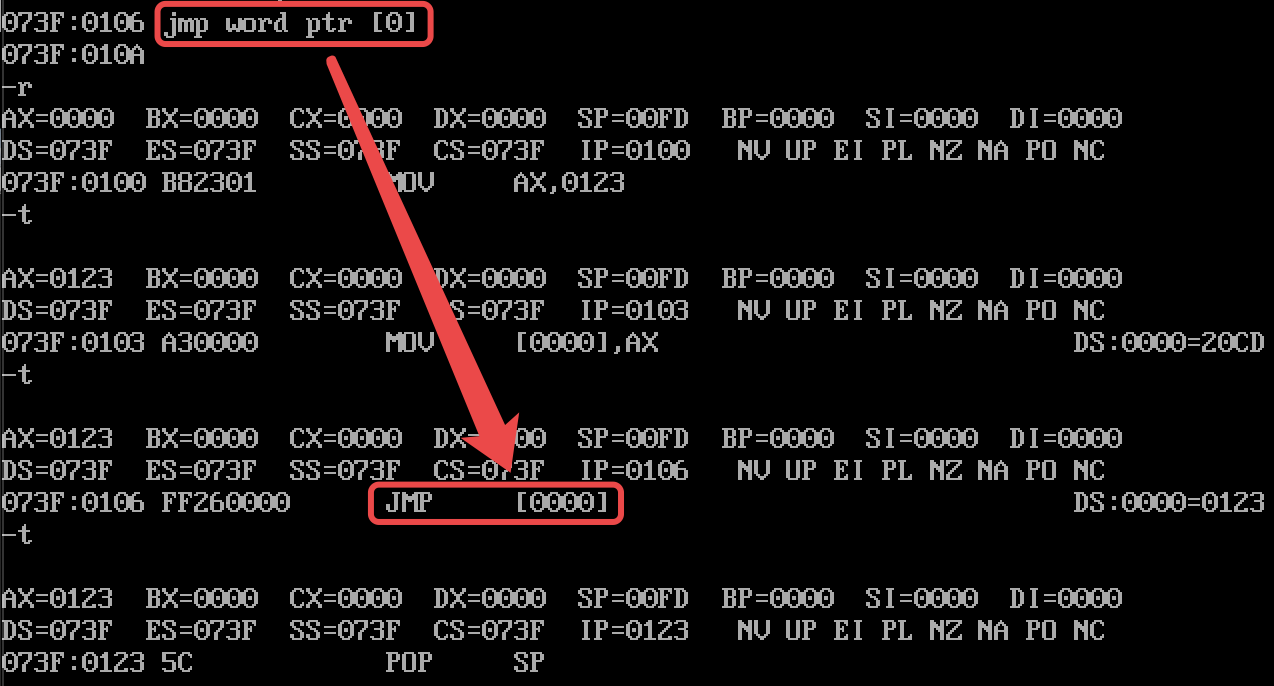 073F:0106 jmp word ptr [0]
073F:010A
-r
AX=0000 BX=0000 CX=0000 DX=0000 SP=00FD BP=0000 SI=0000 DI=0000
DS=073F ES=073F SS=073F CS=073F IP=0100 NV UP EI PL NZ NA PO NC
073F:0100 B82301 MOV AX,0123
-t
AX=0123 BX=0000 CX=0000 DX=0000 SP=00FD BP=0000 SI=0000 DI=0000
DS=073F ES=073F SS=073F CS=073F IP=0103 NV UP EI PL NZ NA PO NC
073F:0103 A30000 MOV [0000],AX DS:0000=20CD
-t
AX=0123 BX=0000 CX=0000 DX=0000 SP=00FD BP=0000 SI=0000 DI=0000
DS=073F ES=073F SS=073F CS=073F IP=0106 NV UP EI PL NZ NA PO NC
073F:0106 FF260000 JMP [0000] DS:0000=0123
-t
AX=0123 BX=0000 CX=0000 DX=0000 SP=00FD BP=0000 SI=0000 DI=0000
DS=073F ES=073F SS=073F CS=073F IP=0123 NV UP EI PL NZ NA PO NC
073F:0123 5C POP SP